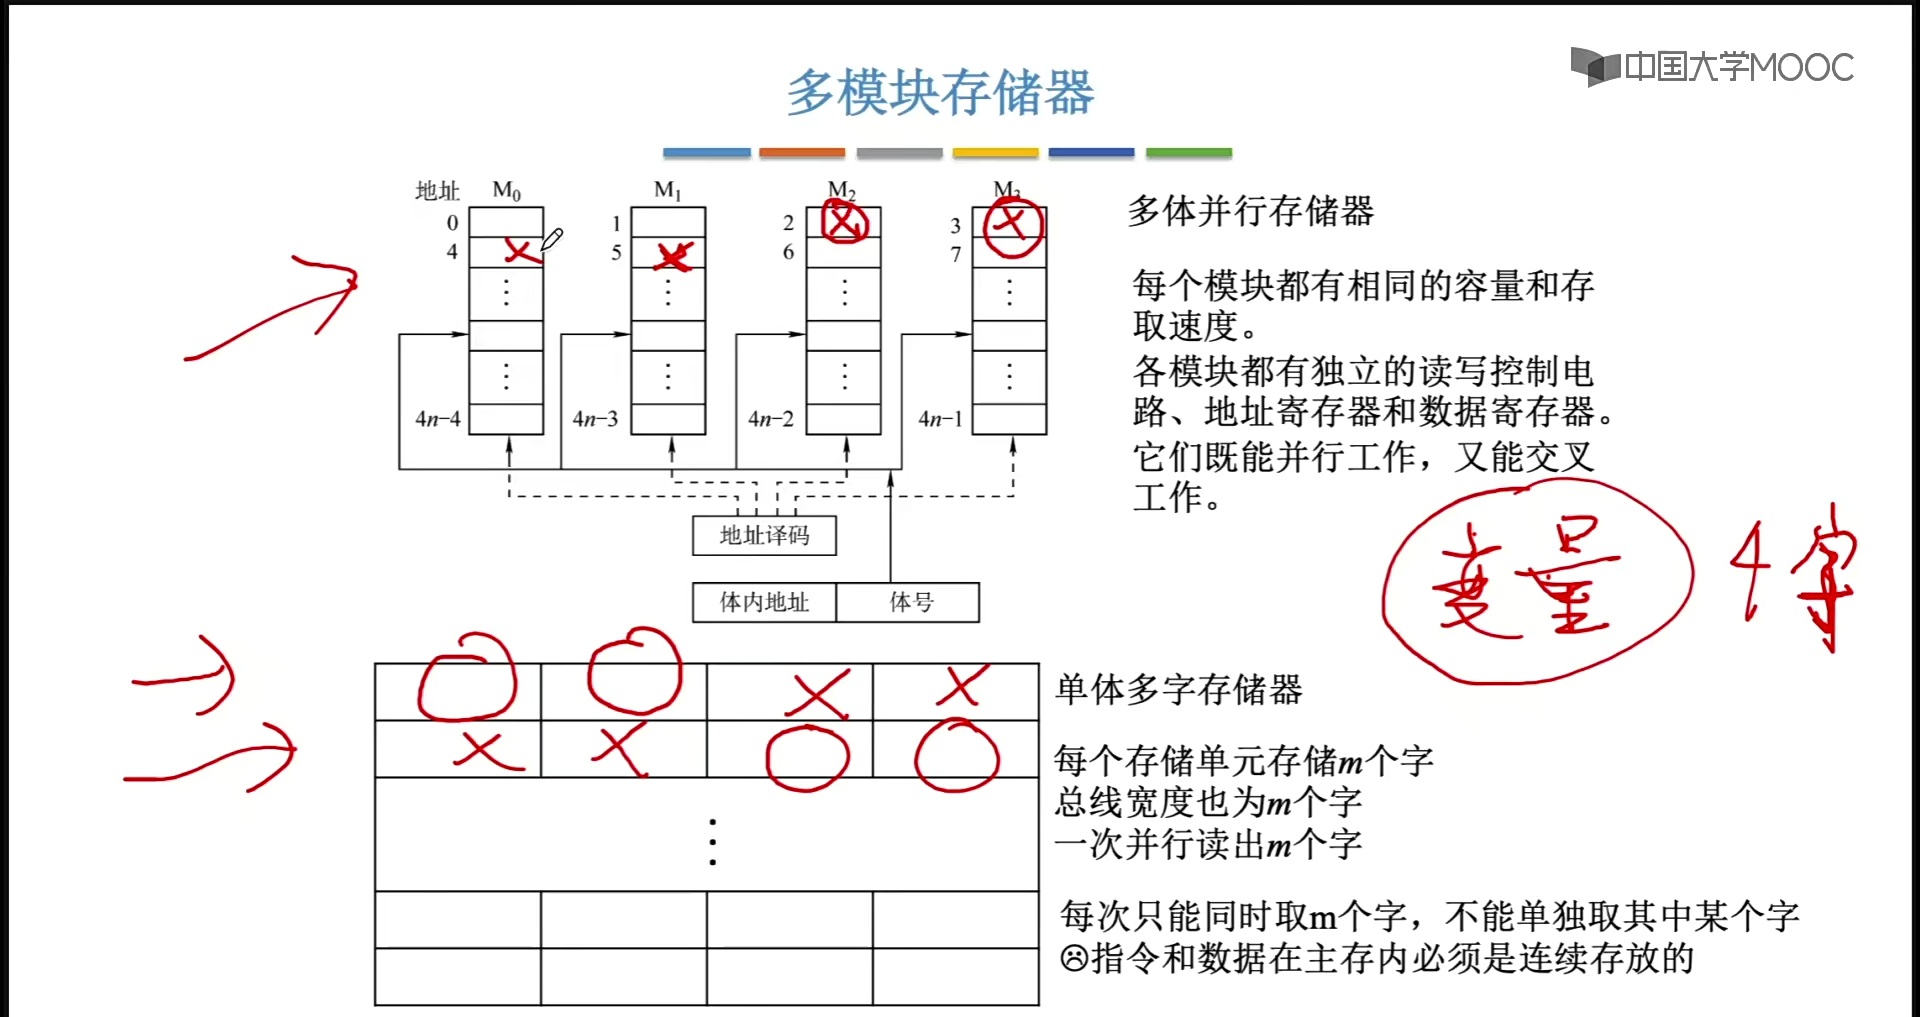 中国大学MOOC
多模块存储器
地址 M0 M1 M2 M3
0 1 2 3
4 5 6 7
4n-4 4n-3 4n-2 4n-1
地址译码
体内地址 体号
多体并行存储器
每个模块都有相同的容量和存
取速度。
各模块都有独立的读写控制电
路、地址寄存器和数据寄存器。
它们既能并行工作，又能交叉
工作。
变量 4字
单体多字存储器
每个存储单元存储m个字
总线宽度也为m个字
一次并行读出m个字
每次只能同时取m个字，不能单独取其中某个字
☹指令和数据在主存内必须是连续存放的